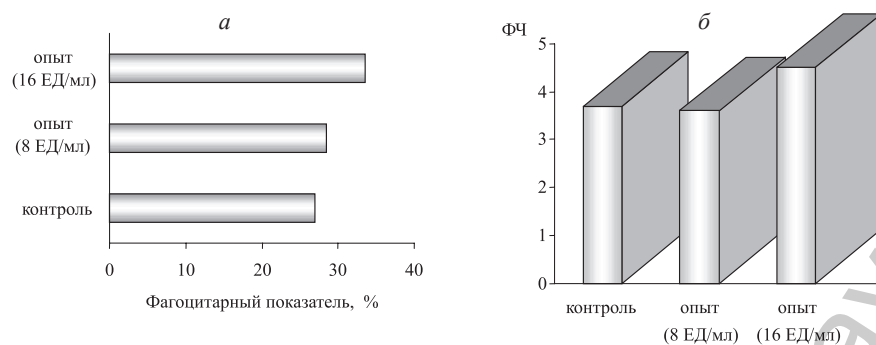 а
опыт
(16 ЕД/мл)
опыт
(8 ЕД/мл)
контроль
0 10 20 30 40
Фагоцитарный показатель, %
б
ФЧ
5
4
3
2
1
0
контроль опыт опыт
(8 ЕД/мл) (16 ЕД/мл)